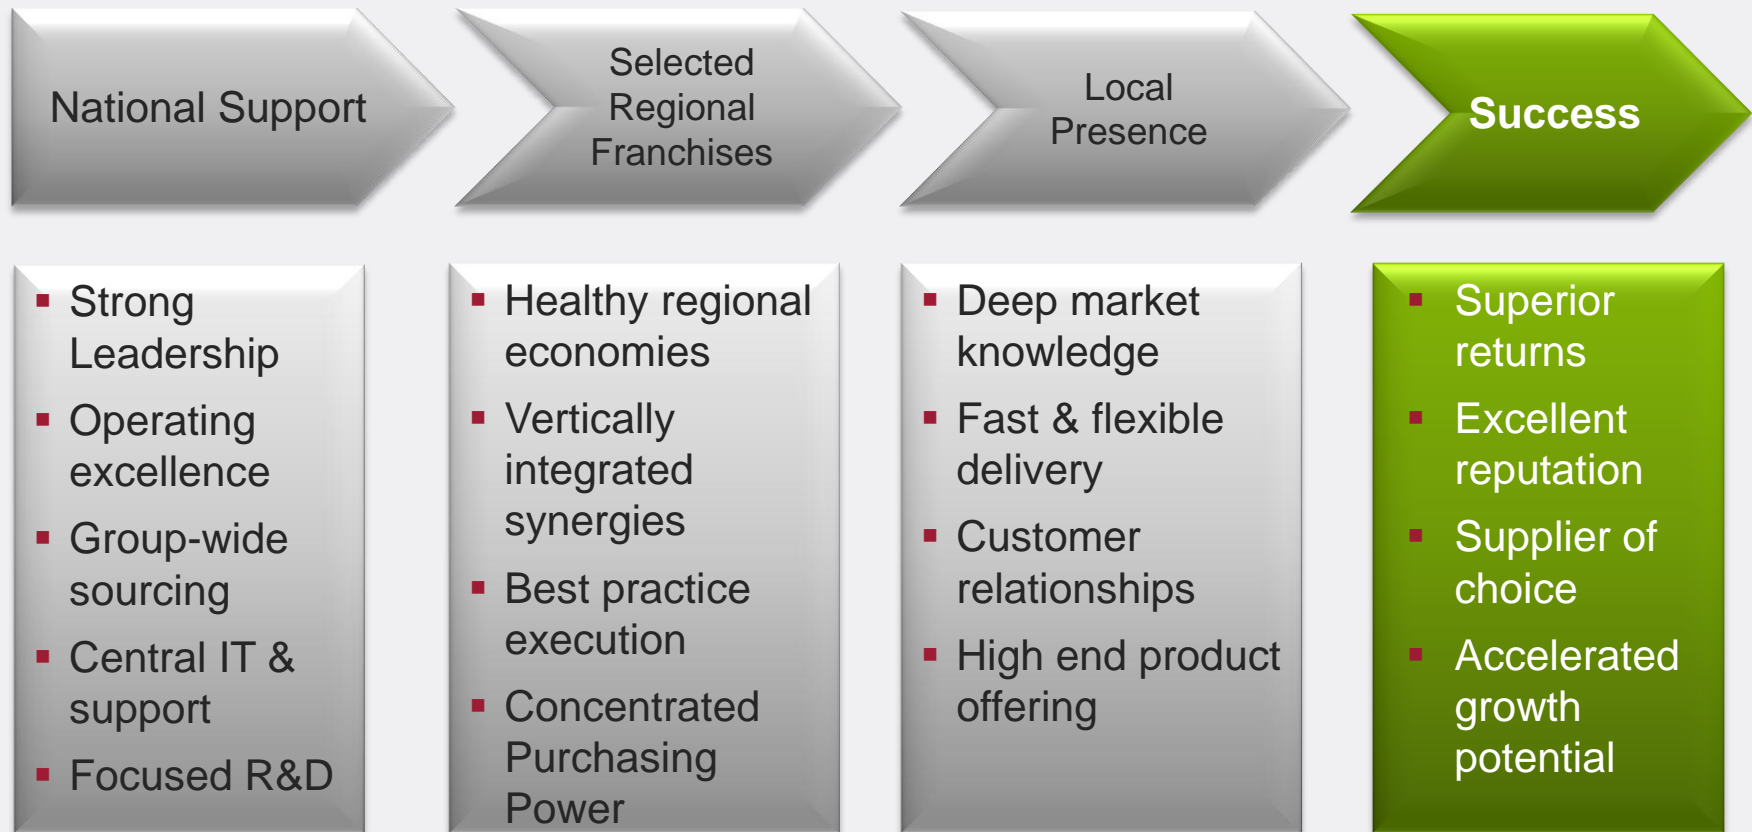 National Support
Selected
Regional
Franchises
Local
Presence
Success
▪ Strong
Leadership
▪ Operating
excellence
▪ Group-wide
sourcing
▪ Central IT &
support
▪ Focused R&D
▪ Healthy regional
economies
▪ Vertically
integrated
synergies
▪ Best practice
execution
▪ Concentrated
Purchasing
Power
▪ Deep market
knowledge
▪ Fast & flexible
delivery
▪ Customer
relationships
▪ High end product
offering
▪ Superior
returns
▪ Excellent
reputation
▪ Supplier of
choice
▪ Accelerated
growth
potential